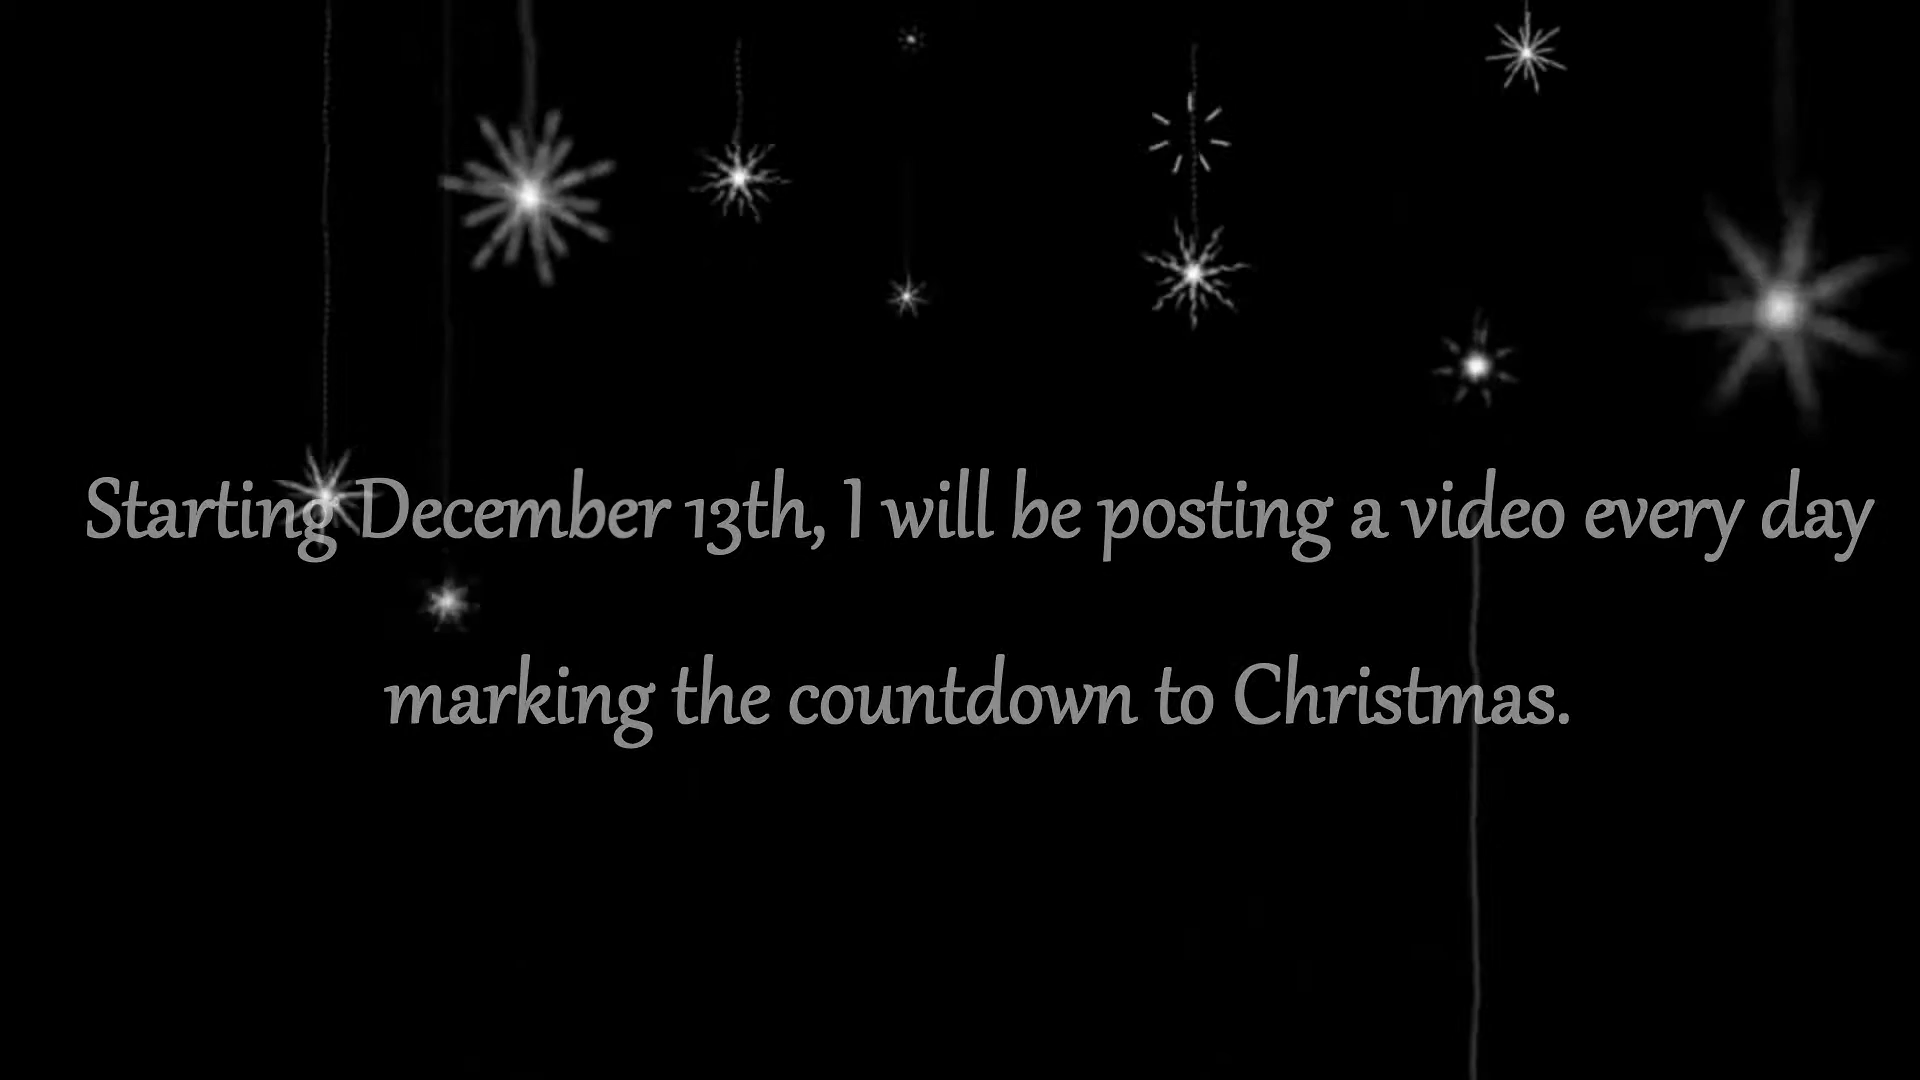 Starting December 13th, I will be posting a video every day
marking the countdown to Christmas.